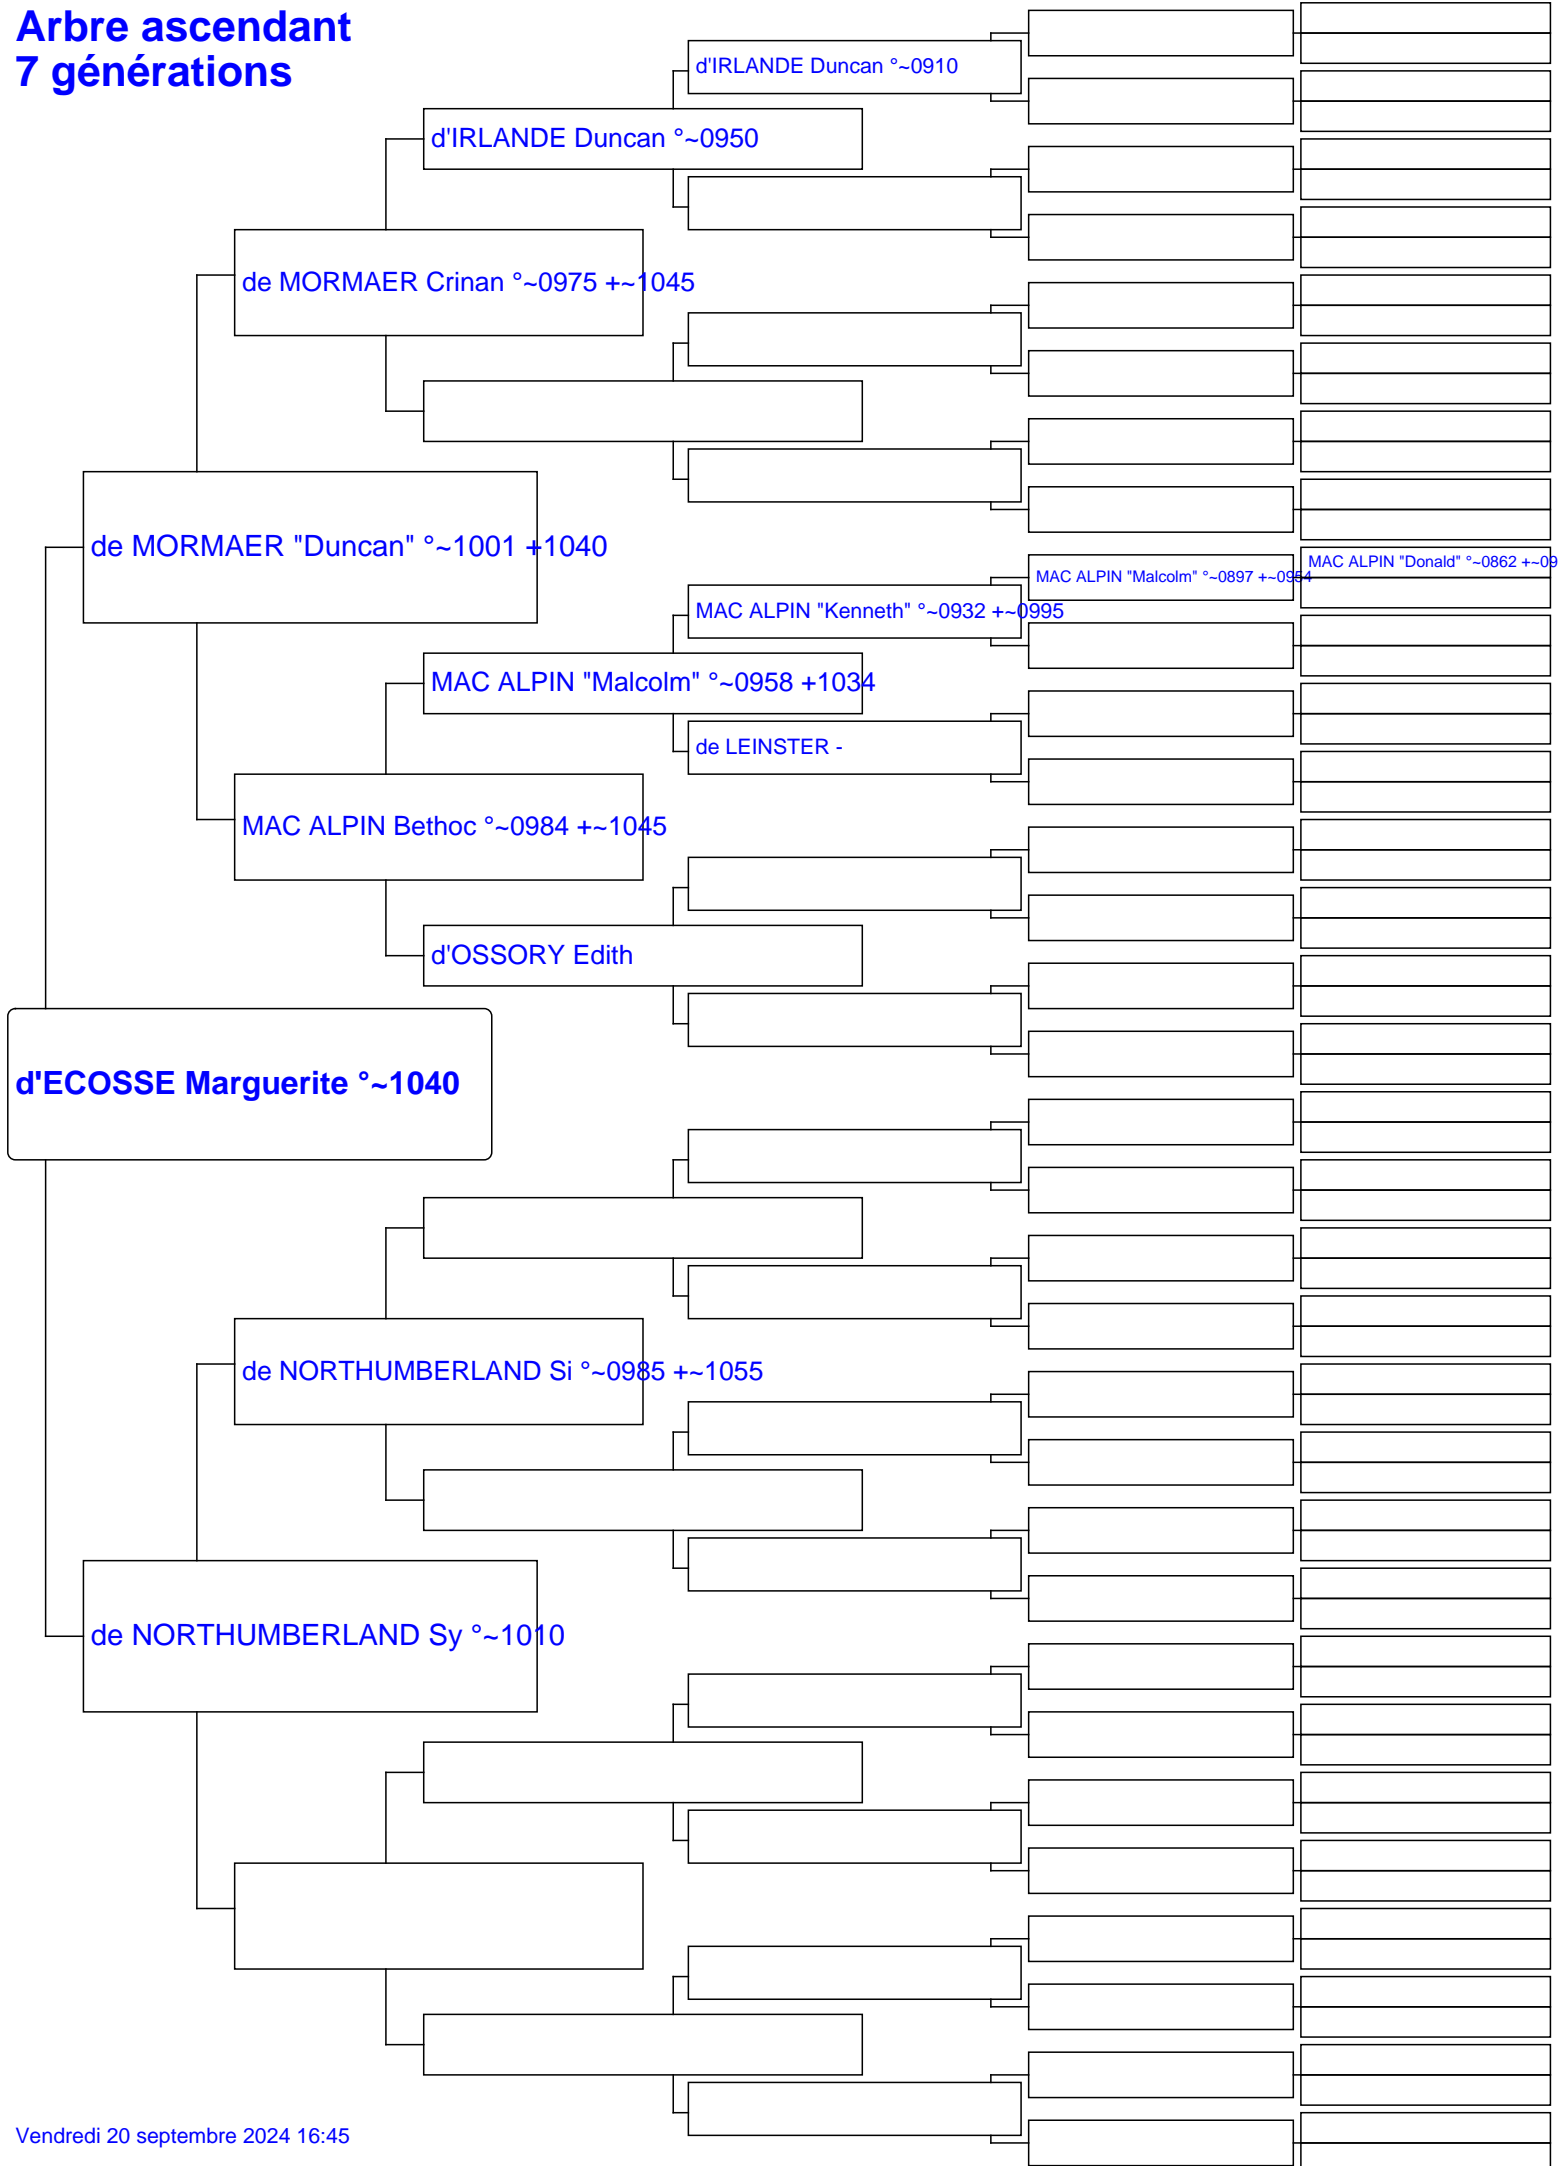 Arbre ascendant
7 générations
d'IRLANDE Duncan °~0910
d'IRLANDE Duncan °~0950
de MORMAER Crinan °~0975 +~1045
de MORMAER "Duncan" °~1001 +1040
MAC ALPIN "Donald" °~0862 +~09
MAC ALPIN "Malcolm" °~0897 +~0954
MAC ALPIN "Kenneth" °~0932 +~0995
MAC ALPIN "Malcolm" °~0958 +1034
de LEINSTER -
MAC ALPIN Bethoc °~0984 +~1045
d'OSSORY Edith
d'ECOSSE Marguerite °~1040
de NORTHUMBERLAND Si °~0985 +~1055
de NORTHUMBERLAND Sy °~1010
Vendredi 20 septembre 2024 16:45